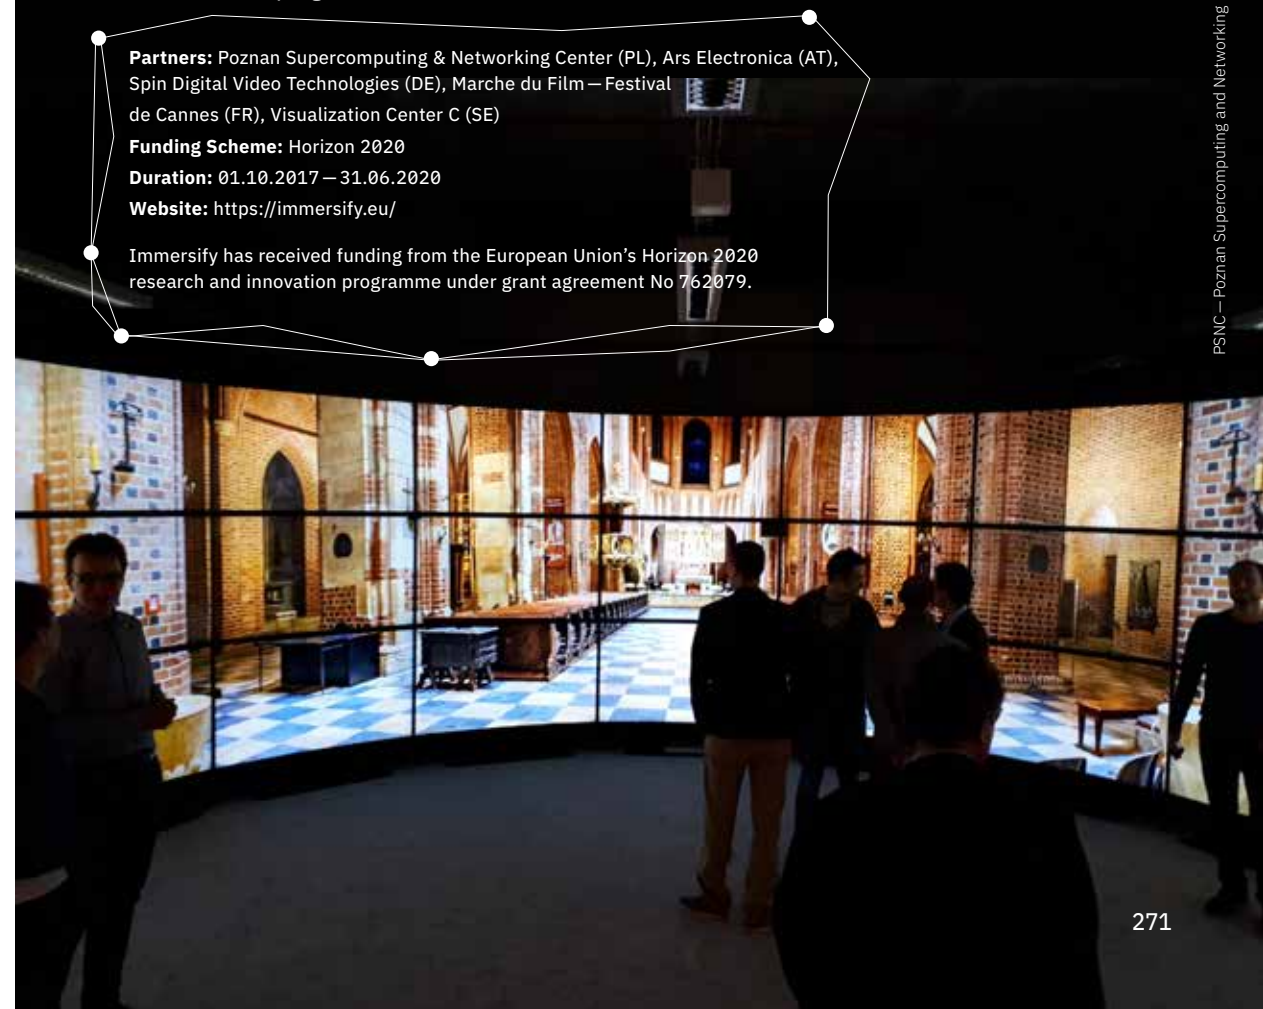 Partners: Poznan Supercomputing & Networking Center (PL), Ars Electronica (AT),
Spin Digital Video Technologies (DE), Marche du Film — Festival
de Cannes (FR), Visualization Center C (SE)
Funding Scheme: Horizon 2020
Duration: 01.10.2017 — 31.06.2020
Website: https://immersify.eu/
Immersify has received funding from the European Union’s Horizon 2020
research and innovation programme under grant agreement No 762079.
PSNC — Poznan Supercomputing and Networking
271